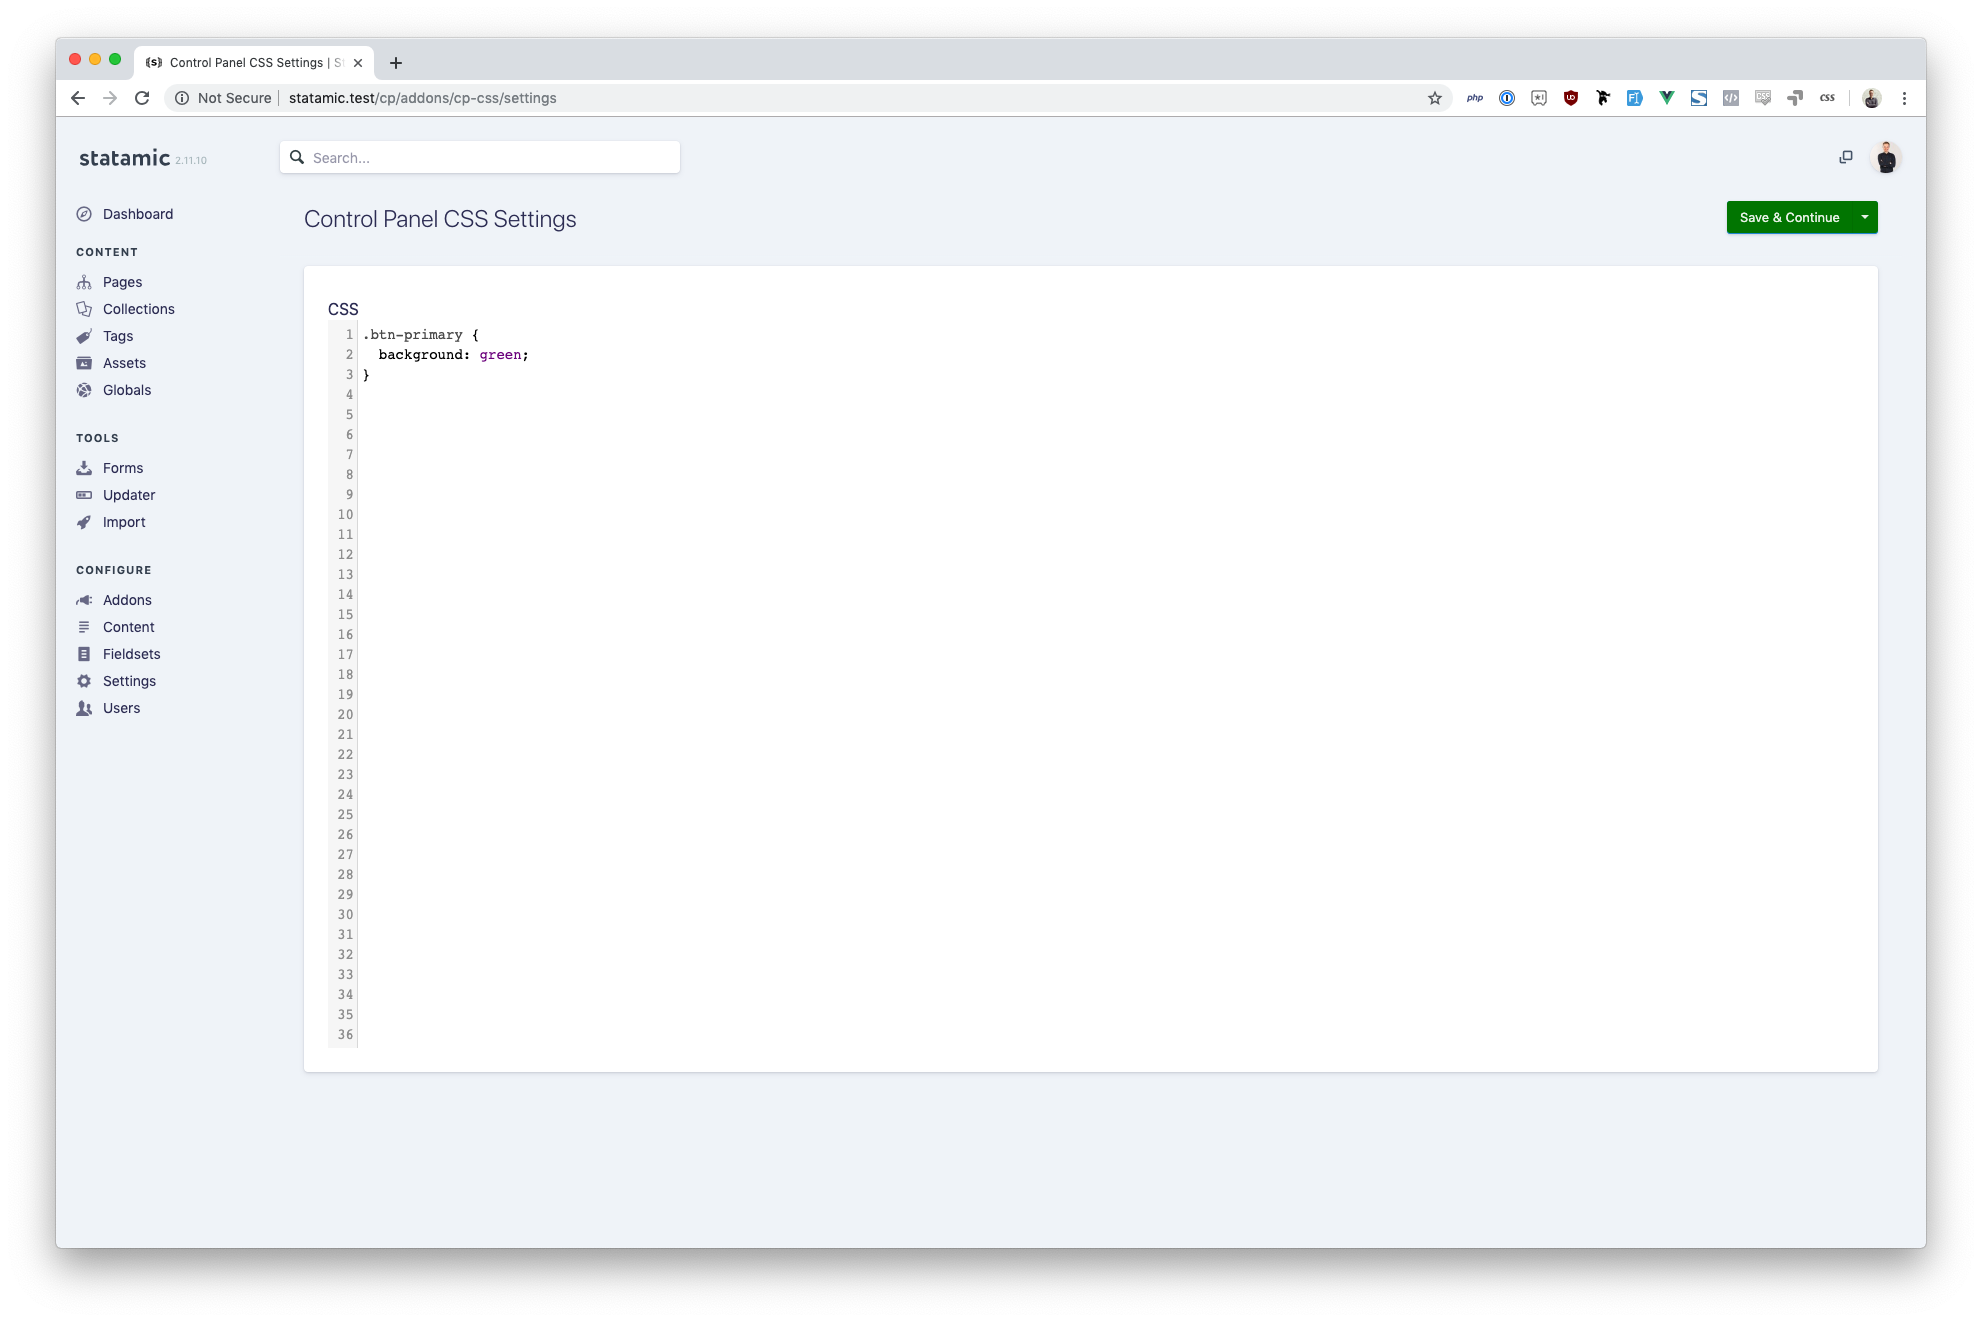 {s} Control Panel CSS Settings | S
Not Secure | statamic.test/cp/addons/cp-css/settings
php
css
statamic 2.11.10
Search...
Dashboard
CONTENT
Pages
Collections
Tags
Assets
Globals
TOOLS
Forms
Updater
Import
CONFIGURE
Addons
Content
Fieldsets
Settings
Users
Control Panel CSS Settings
Save & Continue
CSS
1 .btn-primary {
2 background: green;
3 }
4
5
6
7
8
9
10
11
12
13
14
15
16
17
18
19
20
21
22
23
24
25
26
27
28
29
30
31
32
33
34
35
36